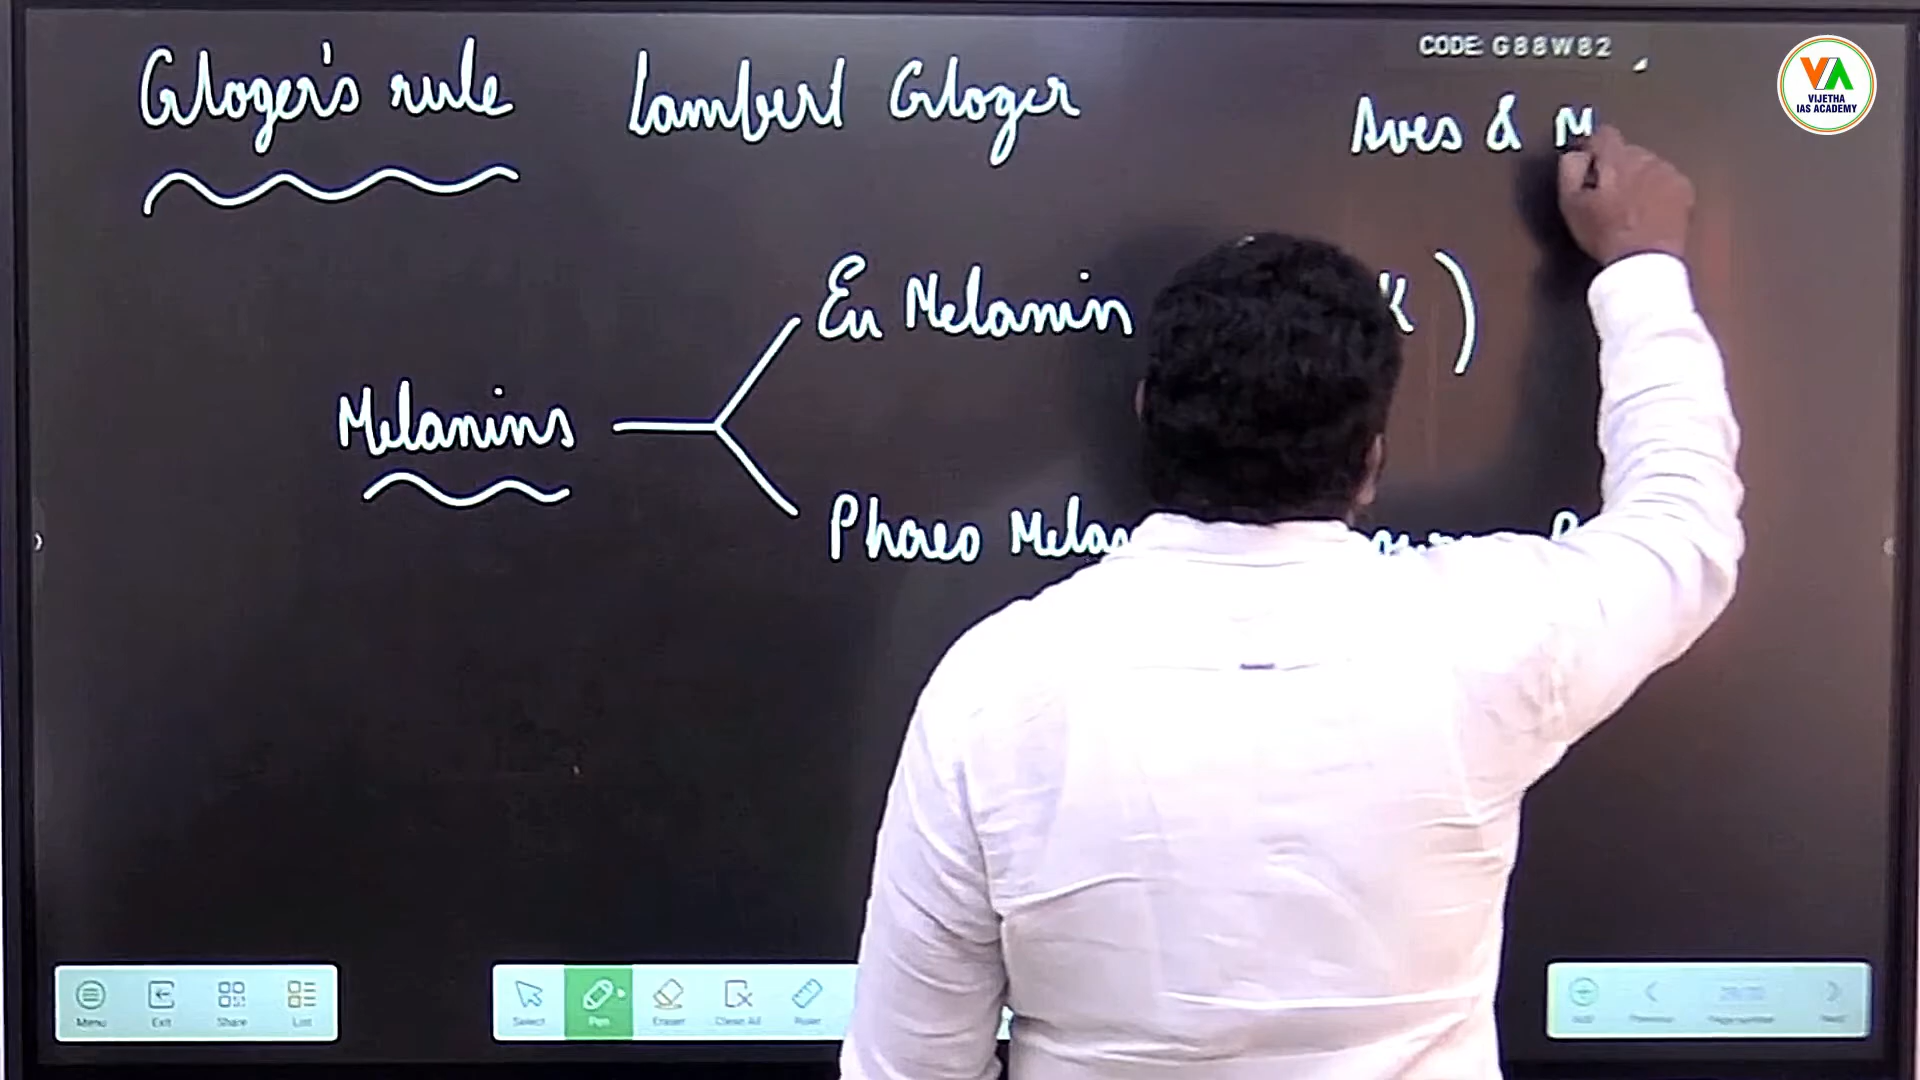 CODE: G88W82
VIJETHA
IAS ACADEMY
Gloger's rule Lambert Gloger Aves & M
Eu Melanin )
Melanins
Phaeo
Menu Exit Share List
Select Pen Eraser Clear All Ruler